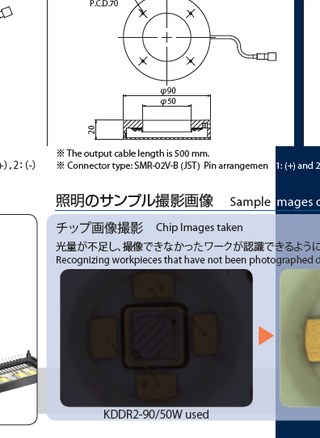 P.C.D.70
φ90
φ50
20
※ The output cable length is 500 mm.
(+), 2: (-)
※ Connector type: SMR-02V-B (JST) Pin arrangemen 1: (+) and 2
照明のサンプル撮影画像 Sample mages
チップ画像撮影 Chip Images taken
光量が不足し、撮像できなかったワークが認識できるように
Recognizing workpieces that have not been photographed d
KDDR2-90/50W used